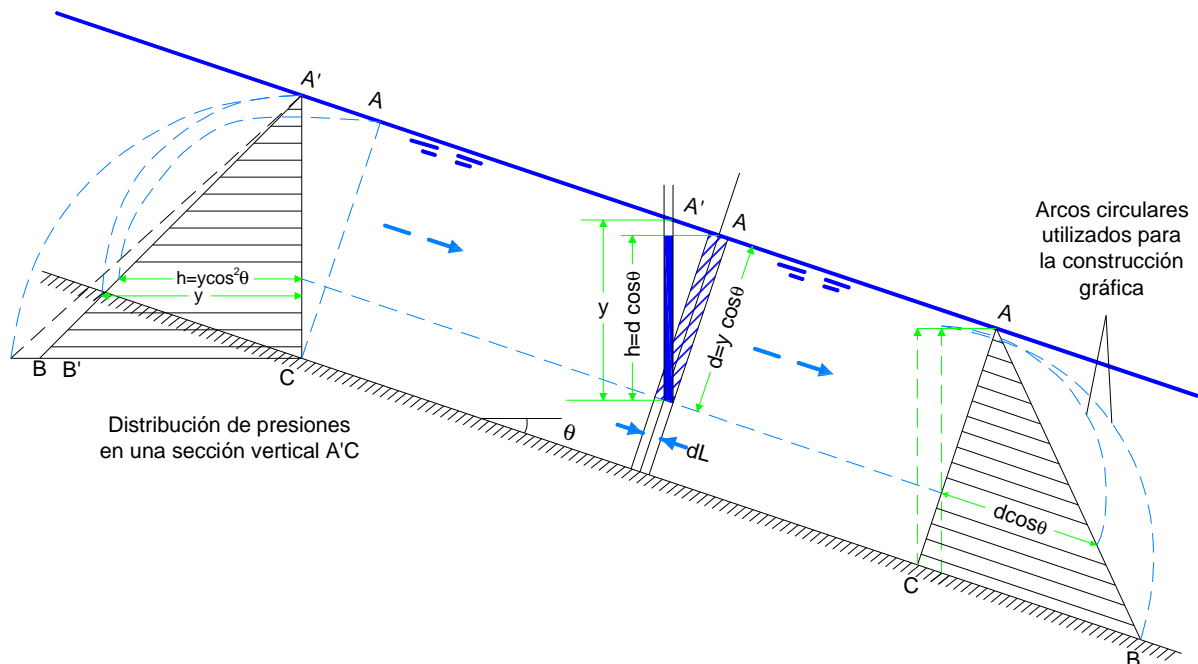 A'
A
h=ycos²θ
y
B
B'
C
Distribución de presiones
en una sección vertical A'C
A'
A
y
h=d cosθ
d=y cosθ
θ
dL
Arcos circulares
utilizados para
la construcción
gráfica
A
dcosθ
C
B